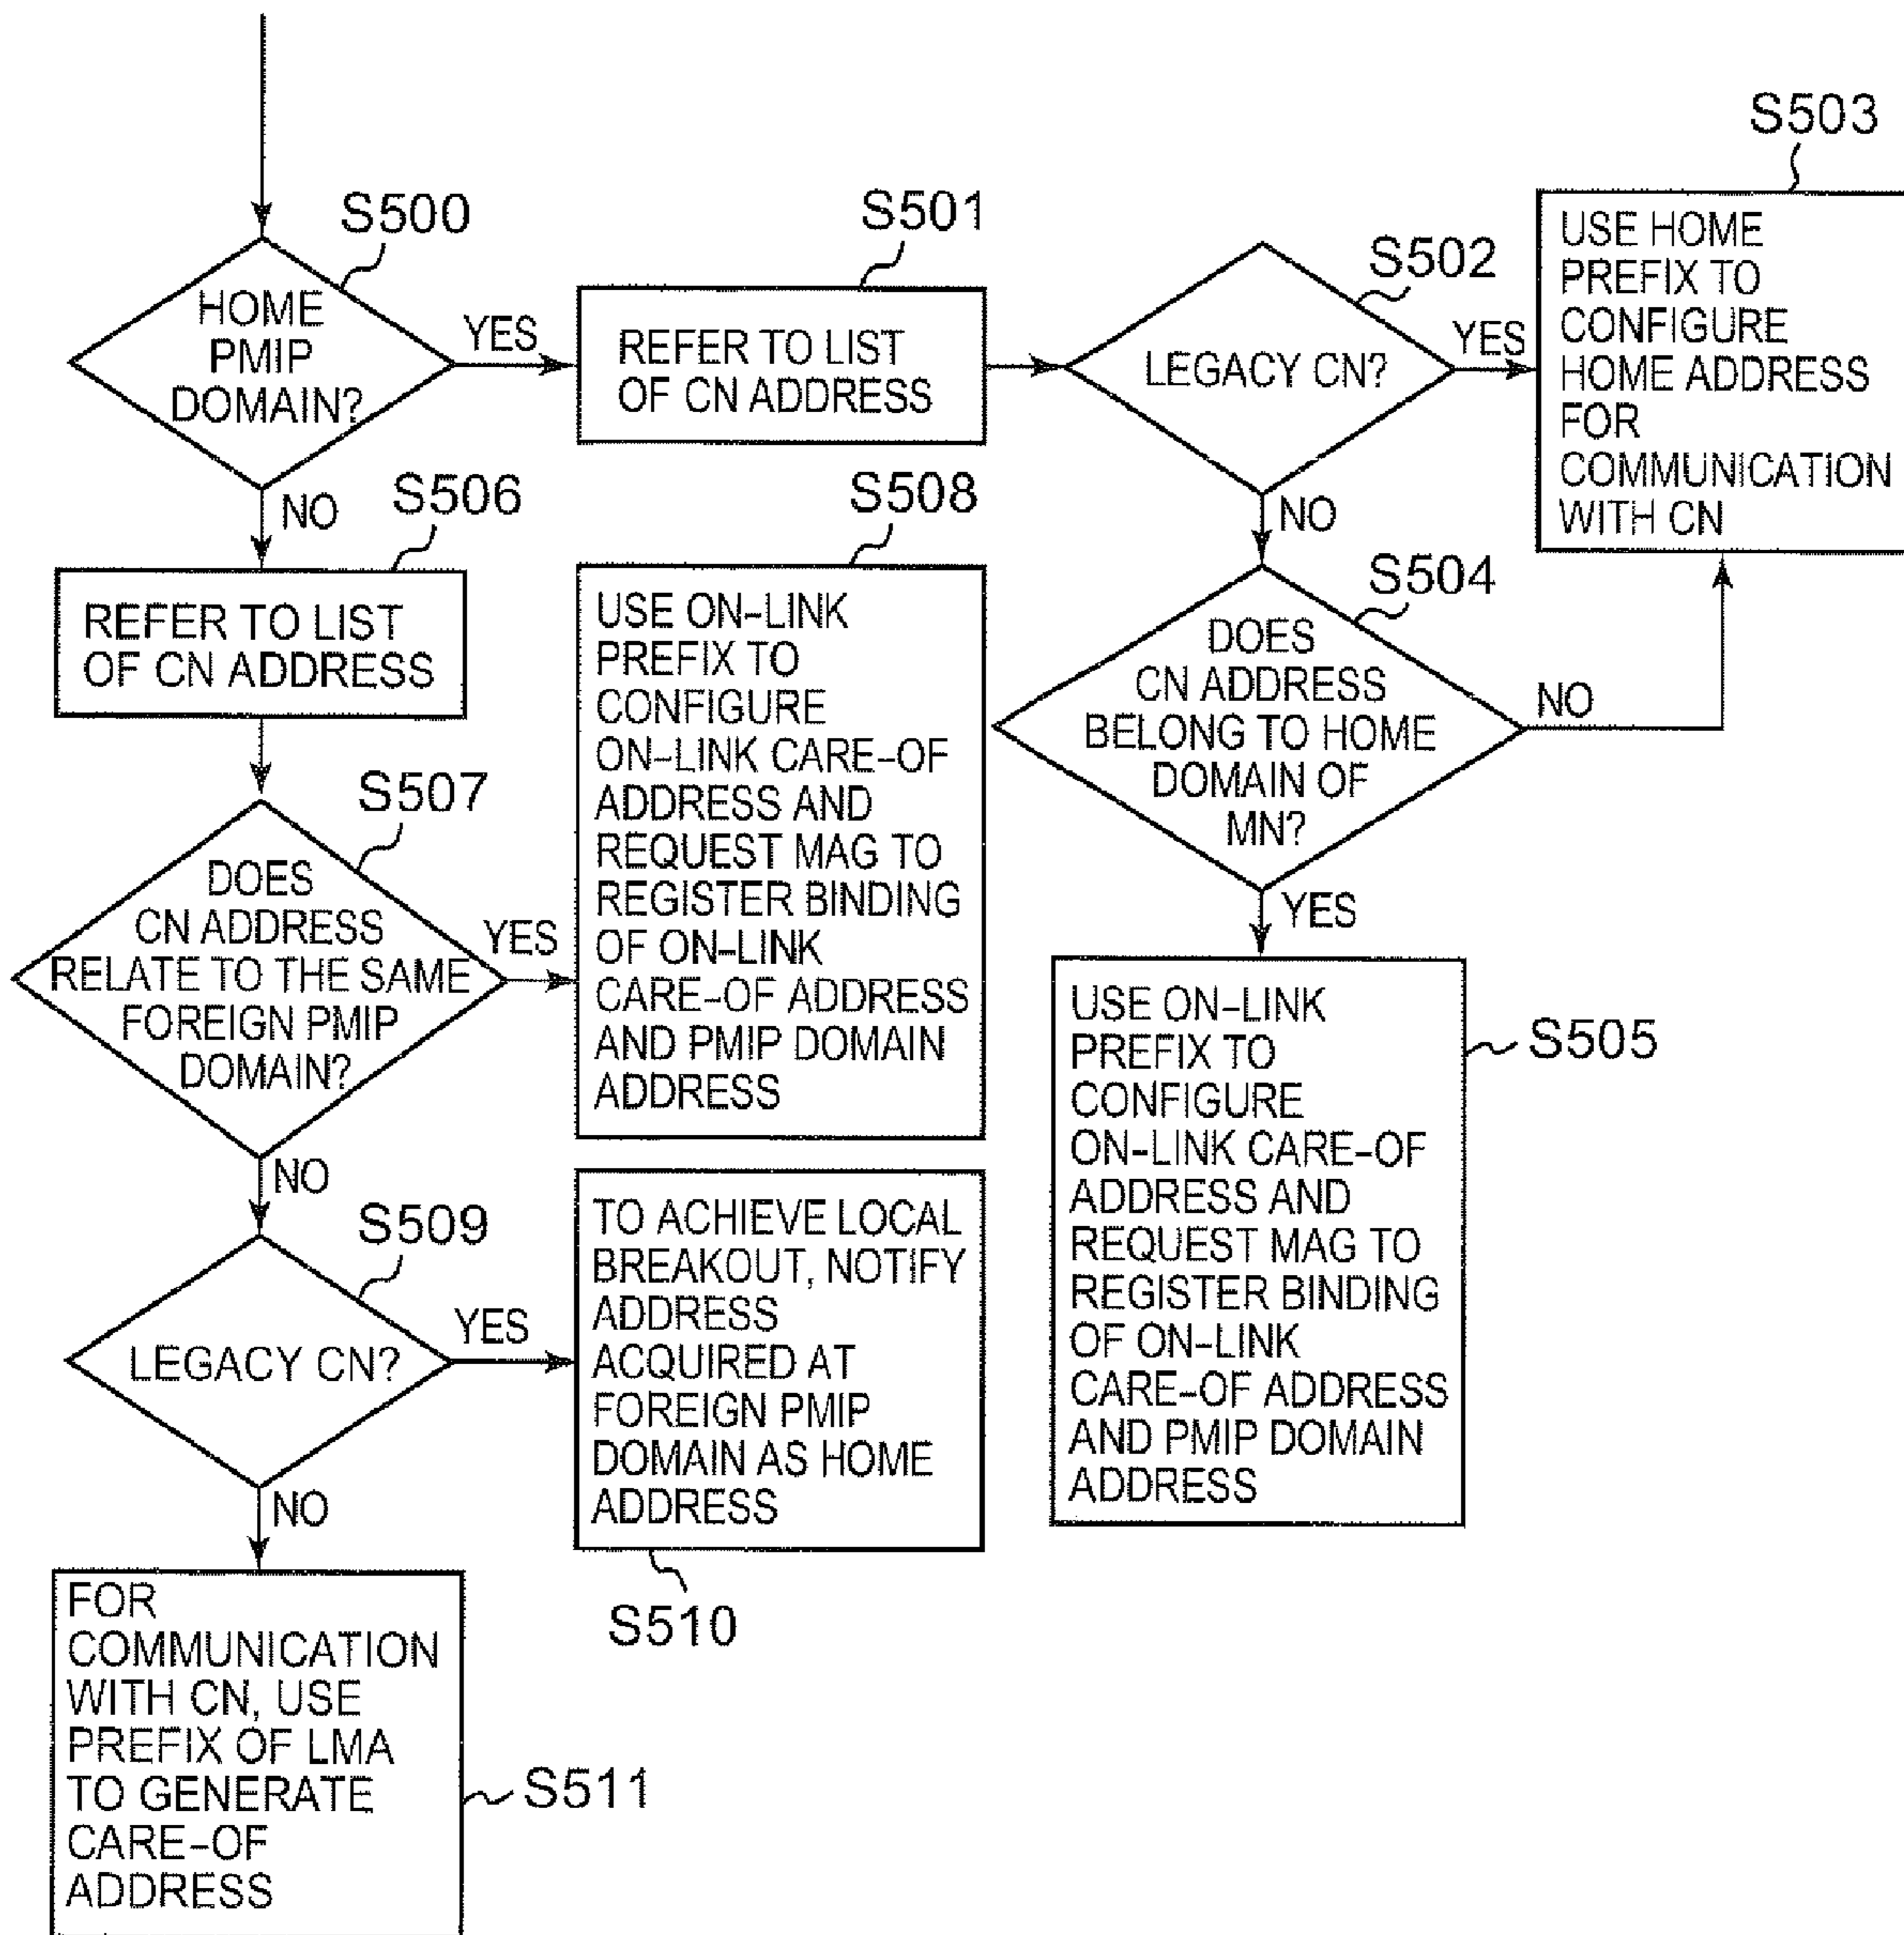 S500
HOME
PMIP
DOMAIN?
YES
NO
S501
REFER TO LIST
OF CN ADDRESS
S502
LEGACY CN?
YES
NO
S503
USE HOME
PREFIX TO
CONFIGURE
HOME ADDRESS
FOR
COMMUNICATION
WITH CN
S504
DOES
CN ADDRESS
BELONG TO HOME
DOMAIN OF
MN?
NO
YES
S505
USE ON-LINK
PREFIX TO
CONFIGURE
ON-LINK CARE-OF
ADDRESS AND
REQUEST MAG TO
REGISTER BINDING
OF ON-LINK
CARE-OF ADDRESS
AND PMIP DOMAIN
ADDRESS
S506
REFER TO LIST
OF CN ADDRESS
S507
DOES
CN ADDRESS
RELATE TO THE SAME
FOREIGN PMIP
DOMAIN?
YES
NO
S508
USE ON-LINK
PREFIX TO
CONFIGURE
ON-LINK CARE-OF
ADDRESS AND
REQUEST MAG TO
REGISTER BINDING
OF ON-LINK
CARE-OF ADDRESS
AND PMIP DOMAIN
ADDRESS
S509
LEGACY CN?
YES
NO
TO ACHIEVE LOCAL
BREAKOUT, NOTIFY
ADDRESS
ACQUIRED AT
FOREIGN PMIP
DOMAIN AS HOME
ADDRESS
S510
FOR
COMMUNICATION
WITH CN, USE
PREFIX OF LMA
TO GENERATE
CARE-OF
ADDRESS
S511